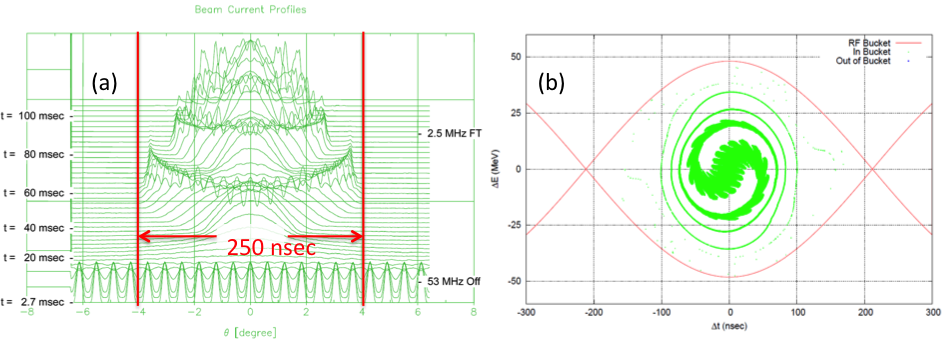 Beam Current Profiles
(a)
t = 100 msec
2.5 MHz FT
t = 80 msec
t = 60 msec
t = 40 msec
250 nsec
t = 20 msec
53 MHz Off
t = 2.7 msec
-8 -6 -4 -2 0 2 4 6 8
θ [degree]
(b)
RF Bucket
In Bucket
Out of Bucket
50
25
0
-25
-50
ΔE (MeV)
-300 -200 -100 0 100 200 300
Δt (nsec)